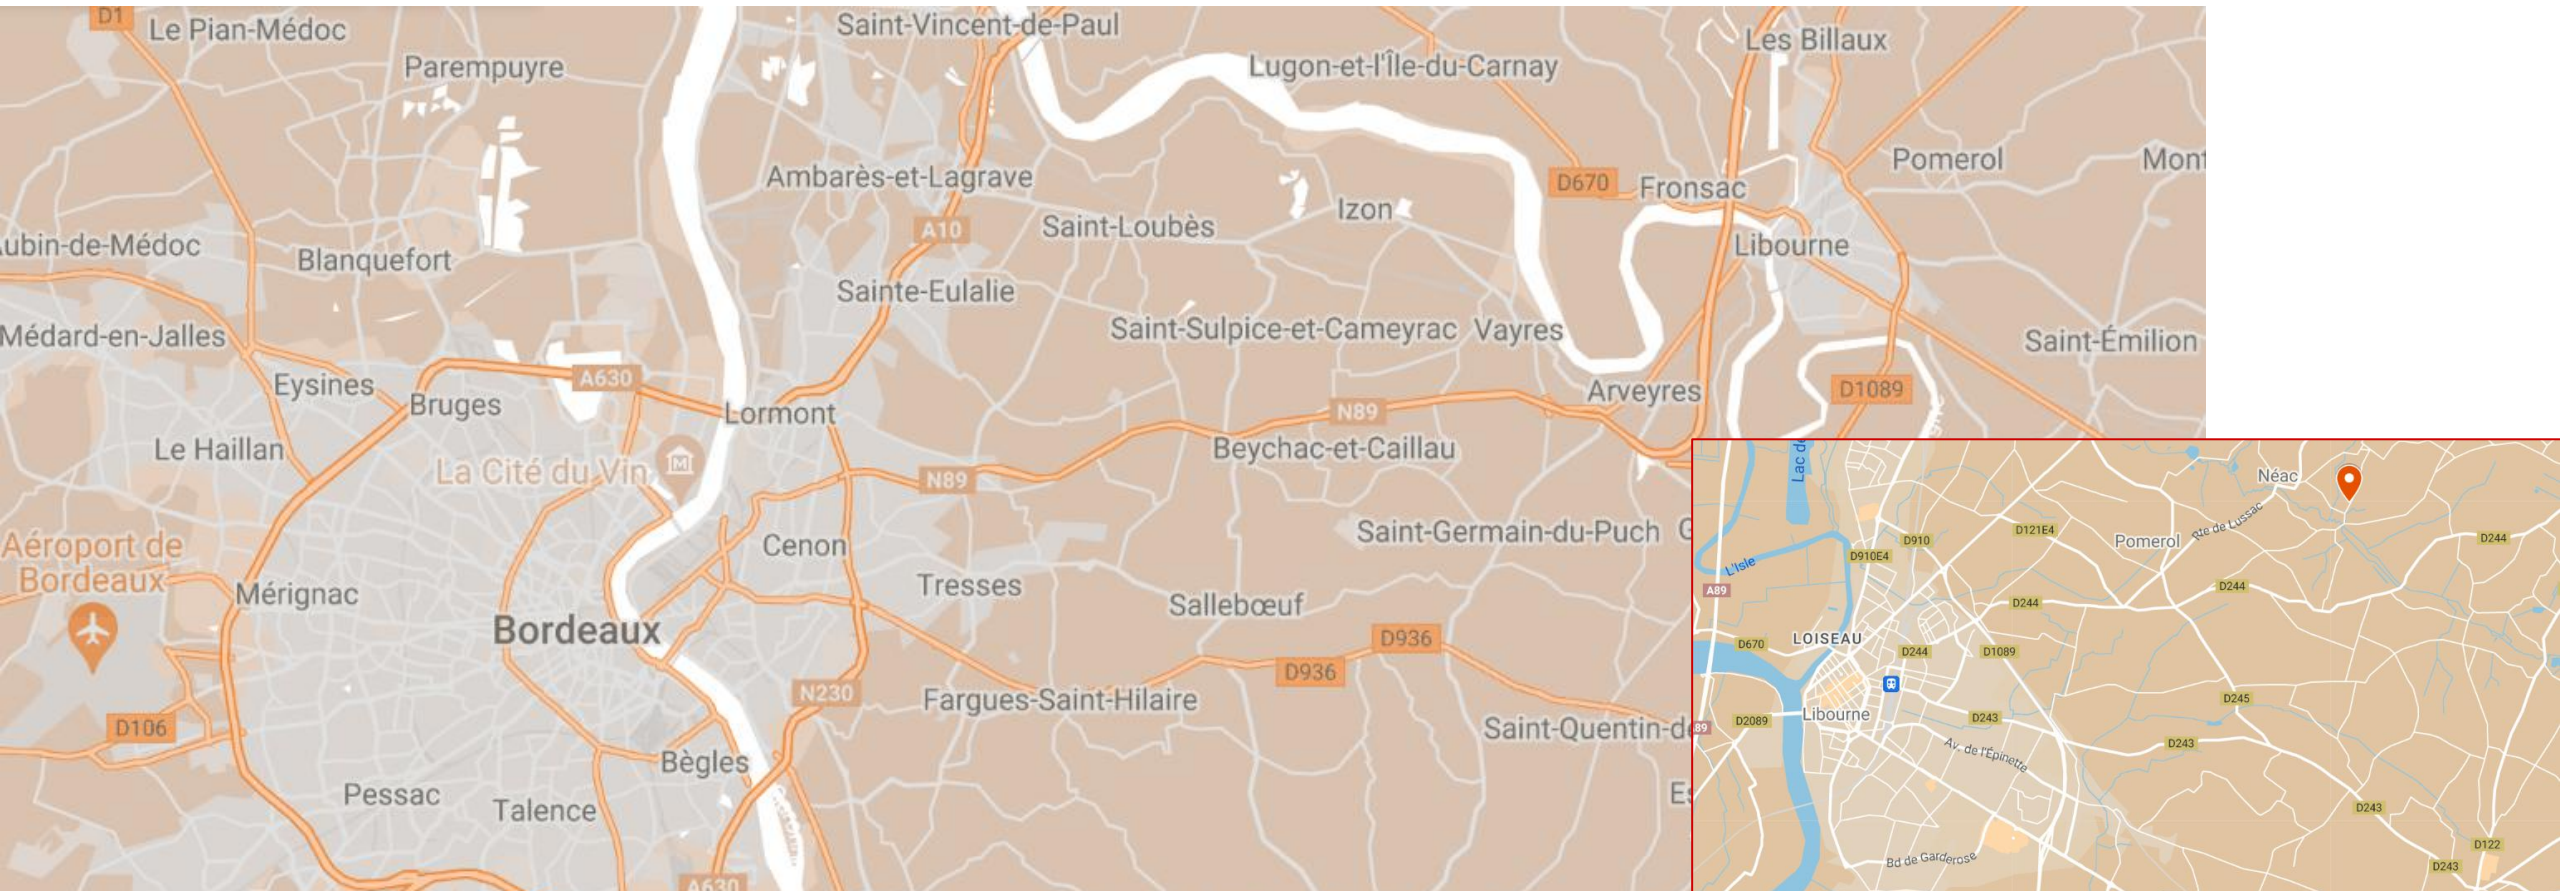 D1
Le Pian-Médoc
Saint-Vincent-de-Paul
Les Billaux
Parempuyre
Lugon-et-l'Île-du-Carnay
Pomerol
Ambarès-et-Lagrave
D670
Fronsac
Izon
Saint-Loubès
A10
Libourne
Blanquefort
Sainte-Eulalie
Saint-Sulpice-et-Cameyrac
Vayres
Médard-en-Jalles
Saint-Émilion
Eysines
A630
Arveyres
D1089
Bruges
Lormont
N89
Le Haillan
Beychac-et-Caillau
La Cité du Vin
N89
Aéroport de
Bordeaux
Cenon
Saint-Germain-du-Puch
Mérignac
Tresses
Sallebœuf
Bordeaux
D936
D936
N230
Fargues-Saint-Hilaire
D106
Saint-Quentin-de
Bègles
Pessac
Talence
A630
Néac
Rte de Lussac
D121E4
D910
D910E4
Pomerol
D244
L'Isle
A89
D244
D244
LOISEAU
D670
D244
D1089
D245
Libourne
D2089
89
D243
D243
Av. de l'Épinette
D243
D122
Bd de Garderose
D243